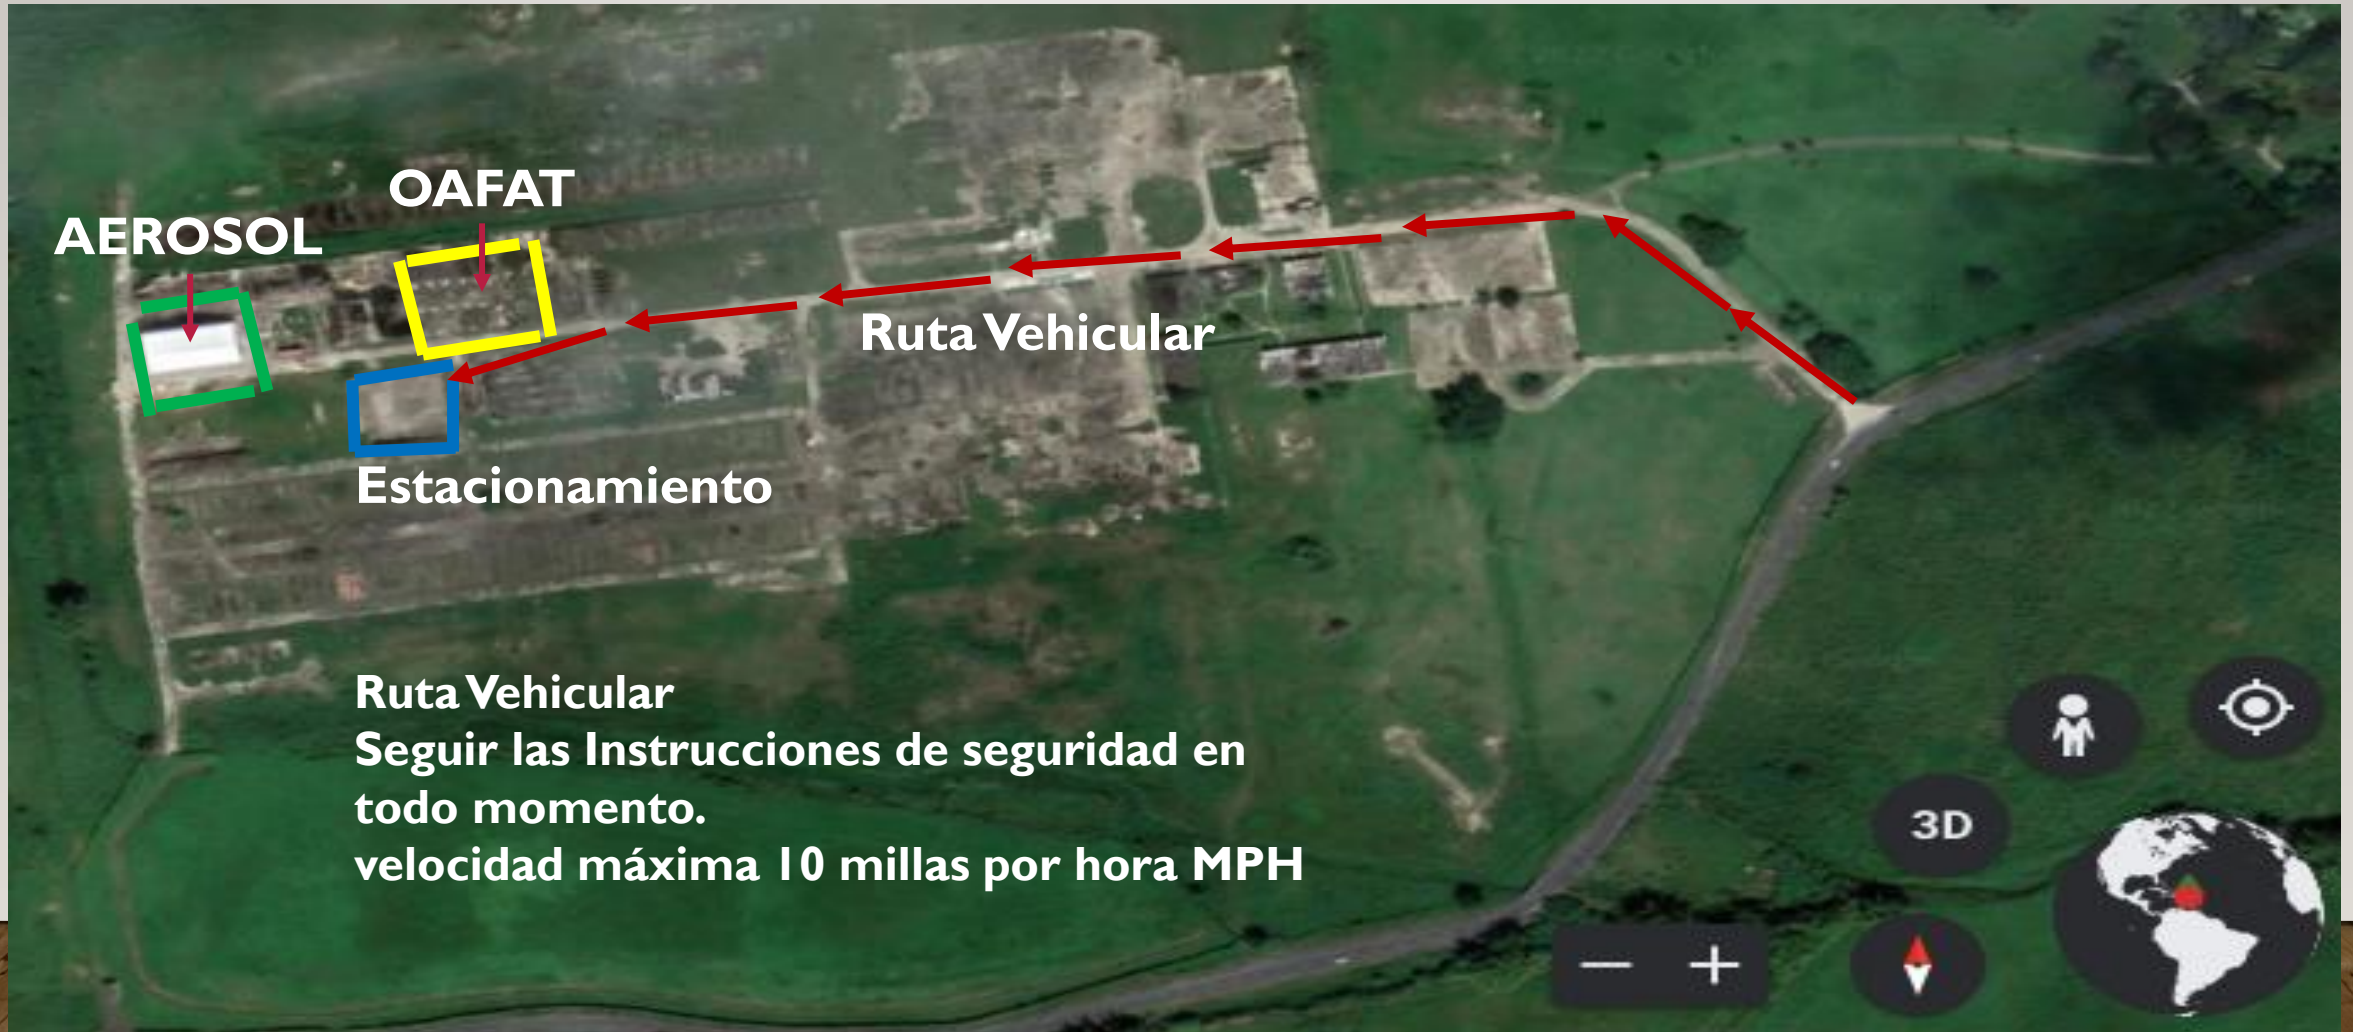 OAFAT
AEROSOL
Ruta Vehicular
Estacionamiento
Ruta Vehicular
Seguir las Instrucciones de seguridad en
todo momento.
velocidad máxima 10 millas por hora MPH
3D